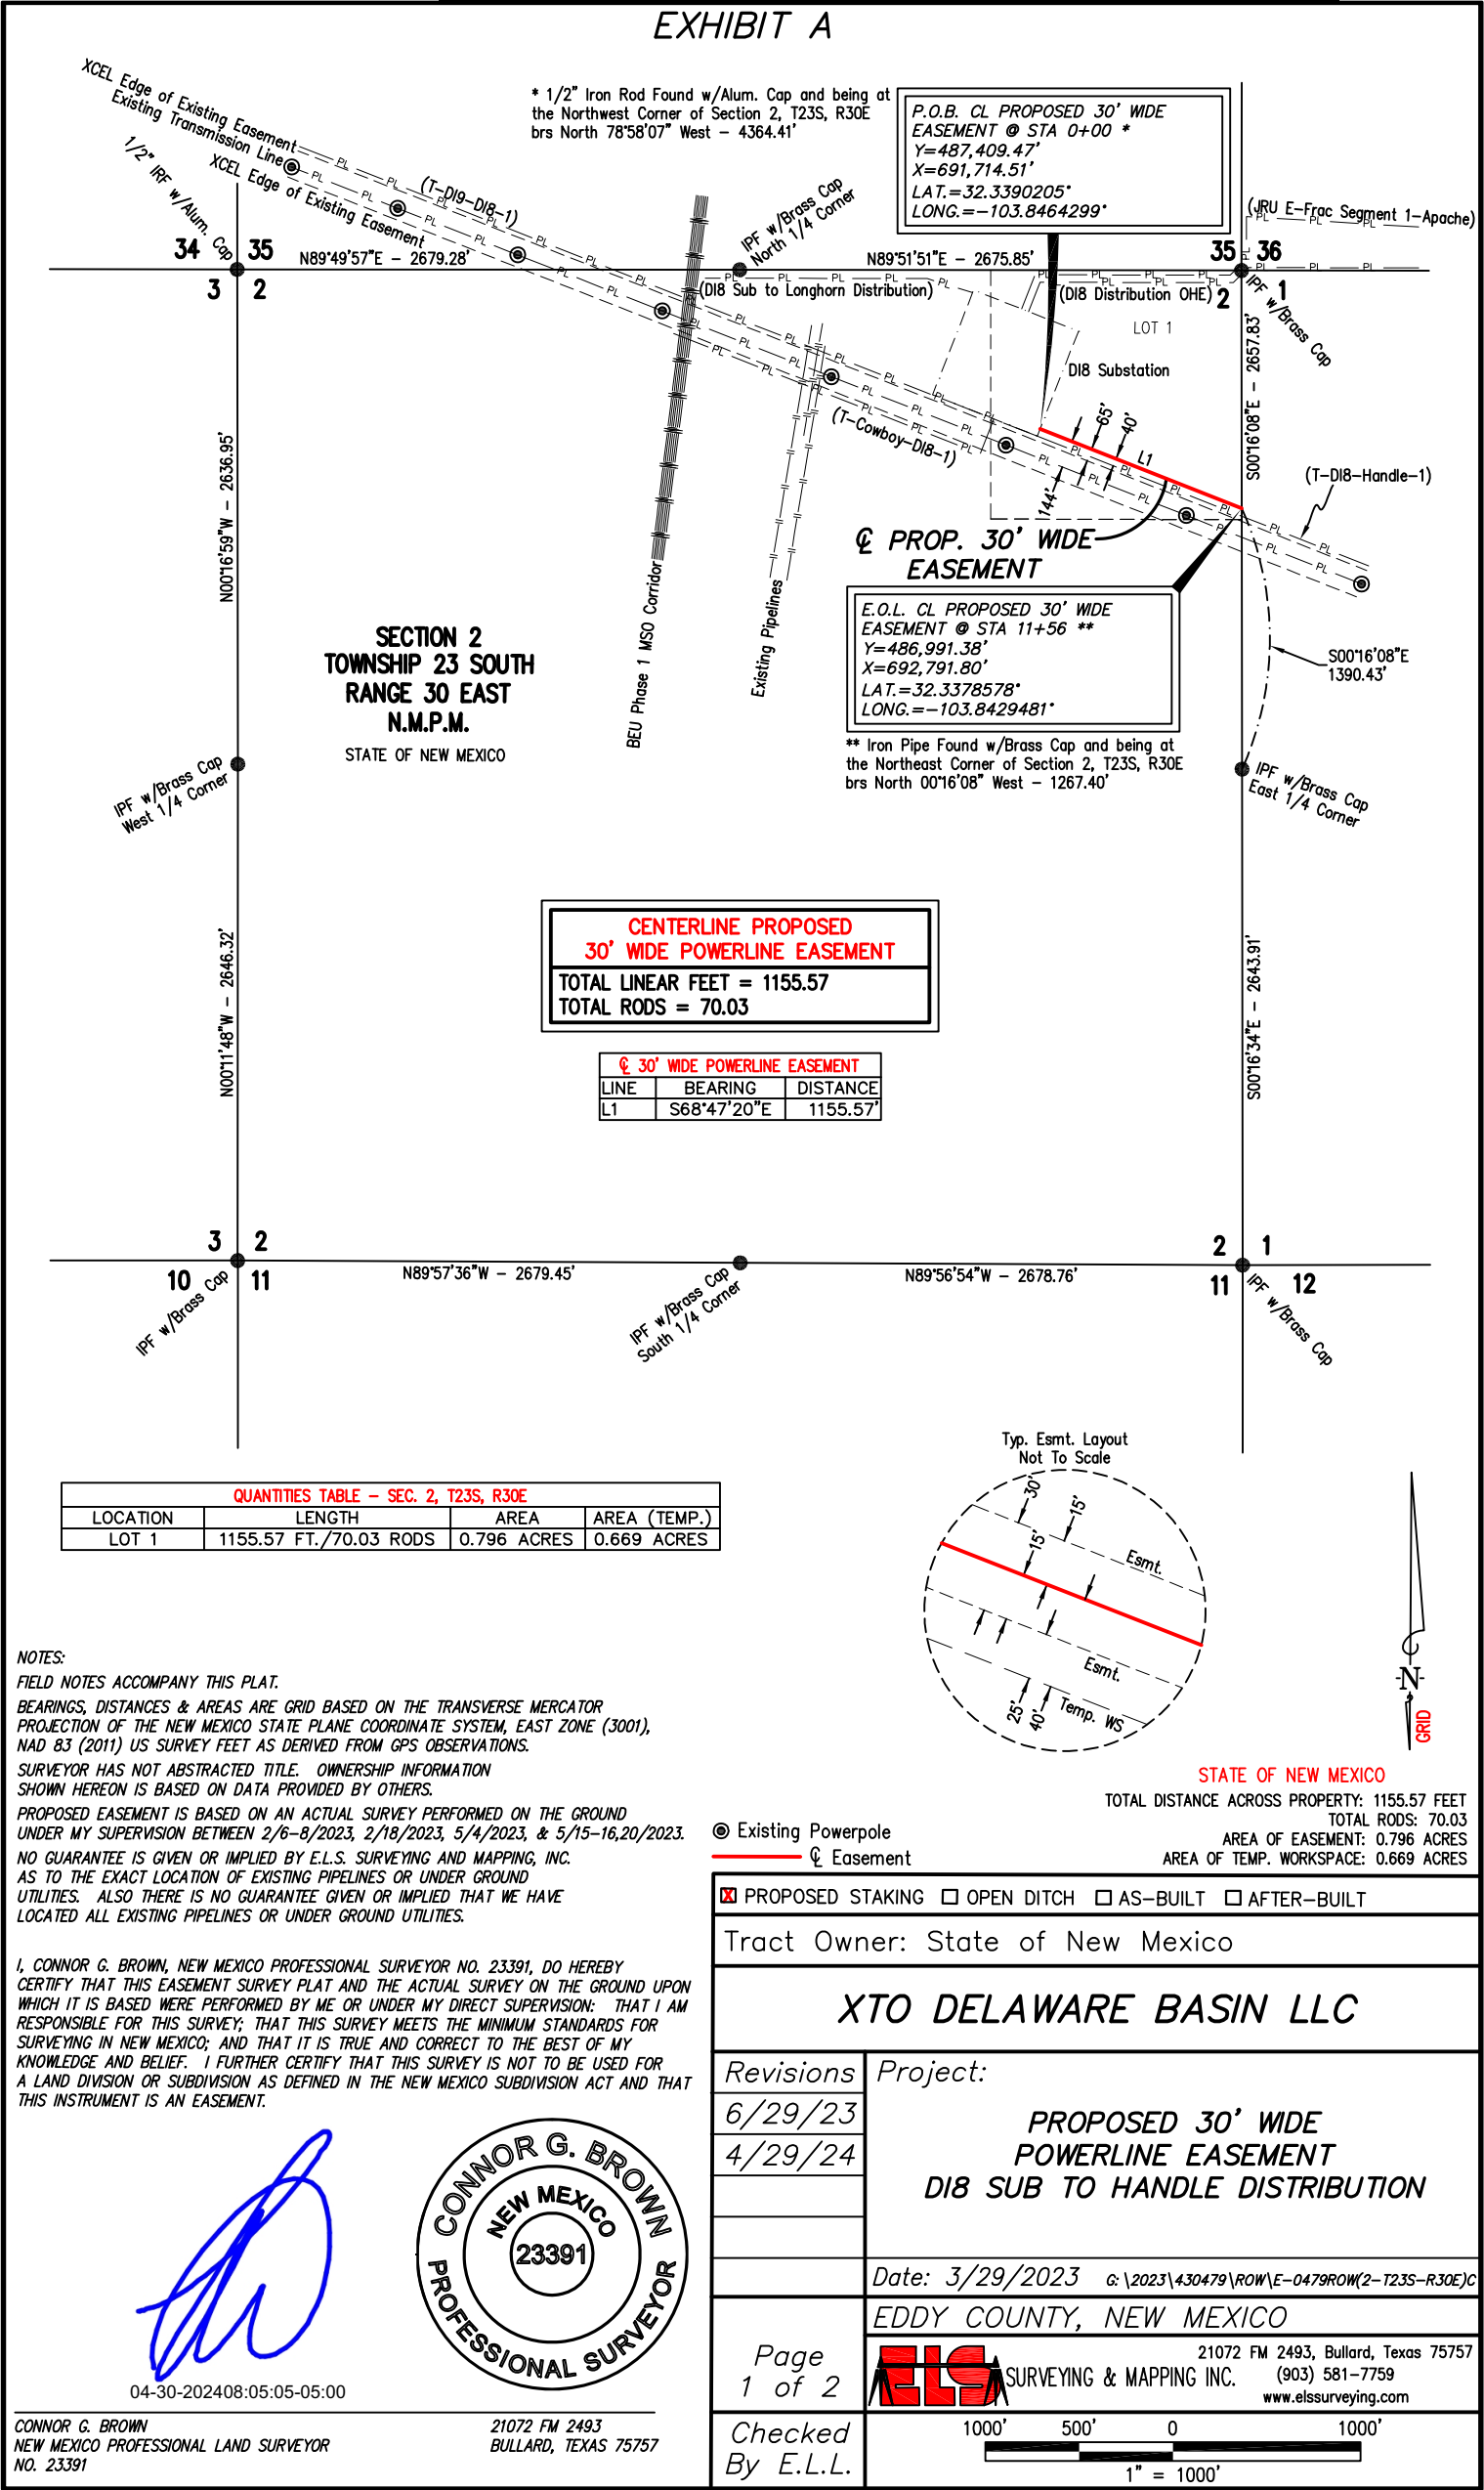 EXHIBIT A
XCEL Edge of Existing Easement
Existing Transmission Line
XCEL Edge of Existing Easement
1/2" IRF w/Alum. Cap
(T-DI9-DI8-1)
* 1/2" Iron Rod Found w/Alum. Cap and being at
the Northwest Corner of Section 2, T23S, R30E
brs North 78°58'07" West - 4364.41'
P.O.B. CL PROPOSED 30' WIDE
EASEMENT @ STA 0+00 *
Y=487,409.47'
X=691,714.51'
LAT.=32.3390205°
LONG.=-103.8464299°
IPF w/Brass Cap
North 1/4 Corner
(JRU E-Frac Segment 1-Apache)
34 35
3 2
N89°49'57"E - 2679.28'
N89°51'51"E - 2675.85'
35 36
2 1
(DI8 Sub to Longhorn Distribution)
(DI8 Distribution OHE)
LOT 1
IPF w/Brass Cap
S00°16'08"E - 2657.83'
DI8 Substation
65'
40'
L1
144'
(T-Cowboy-DI8-1)
(T-DI8-Handle-1)
N00°16'59"W - 2636.95'
℄ PROP. 30' WIDE
EASEMENT
E.O.L. CL PROPOSED 30' WIDE
EASEMENT @ STA 11+56 **
Y=486,991.38'
X=692,791.80'
LAT.=32.3378578°
LONG.=-103.8429481°
** Iron Pipe Found w/Brass Cap and being at
the Northeast Corner of Section 2, T23S, R30E
brs North 00°16'08" West - 1267.40'
S00°16'08"E
1390.43'
BEU Phase 1 MSO Corridor
Existing Pipelines
SECTION 2
TOWNSHIP 23 SOUTH
RANGE 30 EAST
N.M.P.M.
STATE OF NEW MEXICO
IPF w/Brass Cap
West 1/4 Corner
IPF w/Brass Cap
East 1/4 Corner
CENTERLINE PROPOSED
30' WIDE POWERLINE EASEMENT
TOTAL LINEAR FEET = 1155.57
TOTAL RODS = 70.03
N00°11'48"W - 2646.32'
S00°16'34"E - 2643.91'
℄ 30' WIDE POWERLINE EASEMENT
LINE BEARING DISTANCE
L1 S68°47'20"E 1155.57'
3 2
10 11
IPF w/Brass Cap
N89°57'36"W - 2679.45'
IPF w/Brass Cap
South 1/4 Corner
N89°56'54"W - 2678.76'
2 1
11 12
IPF w/Brass Cap
Typ. Esmt. Layout
Not To Scale
30'
15'
15'
Esmt.
Esmt.
25'
40'
Temp. WS
N
GRID
QUANTITIES TABLE - SEC. 2, T23S, R30E
LOCATION LENGTH AREA AREA (TEMP.)
LOT 1 1155.57 FT./70.03 RODS 0.796 ACRES 0.669 ACRES
NOTES:
FIELD NOTES ACCOMPANY THIS PLAT.
BEARINGS, DISTANCES & AREAS ARE GRID BASED ON THE TRANSVERSE MERCATOR
PROJECTION OF THE NEW MEXICO STATE PLANE COORDINATE SYSTEM, EAST ZONE (3001),
NAD 83 (2011) US SURVEY FEET AS DERIVED FROM GPS OBSERVATIONS.
SURVEYOR HAS NOT ABSTRACTED TITLE. OWNERSHIP INFORMATION
SHOWN HEREON IS BASED ON DATA PROVIDED BY OTHERS.
PROPOSED EASEMENT IS BASED ON AN ACTUAL SURVEY PERFORMED ON THE GROUND
UNDER MY SUPERVISION BETWEEN 2/6-8/2023, 2/18/2023, 5/4/2023, & 5/15-16,20/2023.
NO GUARANTEE IS GIVEN OR IMPLIED BY E.L.S. SURVEYING AND MAPPING, INC.
AS TO THE EXACT LOCATION OF EXISTING PIPELINES OR UNDER GROUND
UTILITIES. ALSO THERE IS NO GUARANTEE GIVEN OR IMPLIED THAT WE HAVE
LOCATED ALL EXISTING PIPELINES OR UNDER GROUND UTILITIES.
I, CONNOR G. BROWN, NEW MEXICO PROFESSIONAL SURVEYOR NO. 23391, DO HEREBY
CERTIFY THAT THIS EASEMENT SURVEY PLAT AND THE ACTUAL SURVEY ON THE GROUND UPON
WHICH IT IS BASED WERE PERFORMED BY ME OR UNDER MY DIRECT SUPERVISION: THAT I AM
RESPONSIBLE FOR THIS SURVEY; THAT THIS SURVEY MEETS THE MINIMUM STANDARDS FOR
SURVEYING IN NEW MEXICO; AND THAT IT IS TRUE AND CORRECT TO THE BEST OF MY
KNOWLEDGE AND BELIEF. I FURTHER CERTIFY THAT THIS SURVEY IS NOT TO BE USED FOR
A LAND DIVISION OR SUBDIVISION AS DEFINED IN THE NEW MEXICO SUBDIVISION ACT AND THAT
THIS INSTRUMENT IS AN EASEMENT.
CONNOR G. BROWN
NEW MEXICO
23391
PROFESSIONAL SURVEYOR
04-30-202408:05:05-05:00
CONNOR G. BROWN
NEW MEXICO PROFESSIONAL LAND SURVEYOR
NO. 23391
21072 FM 2493
BULLARD, TEXAS 75757
STATE OF NEW MEXICO
TOTAL DISTANCE ACROSS PROPERTY: 1155.57 FEET
TOTAL RODS: 70.03
AREA OF EASEMENT: 0.796 ACRES
AREA OF TEMP. WORKSPACE: 0.669 ACRES
Existing Powerpole
℄ Easement
X PROPOSED STAKING OPEN DITCH AS-BUILT AFTER-BUILT
Tract Owner: State of New Mexico
XTO DELAWARE BASIN LLC
Revisions
6/29/23
4/29/24
Project:
PROPOSED 30' WIDE
POWERLINE EASEMENT
DI8 SUB TO HANDLE DISTRIBUTION
Date: 3/29/2023 G:\2023\430479\ROW\E-0479ROW(2-T23S-R30E)C
EDDY COUNTY, NEW MEXICO
Page
1 of 2
ELS SURVEYING & MAPPING INC.
21072 FM 2493, Bullard, Texas 75757
(903) 581-7759
www.elssurveying.com
Checked
By E.L.L.
1000' 500' 0 1000'
1" = 1000'